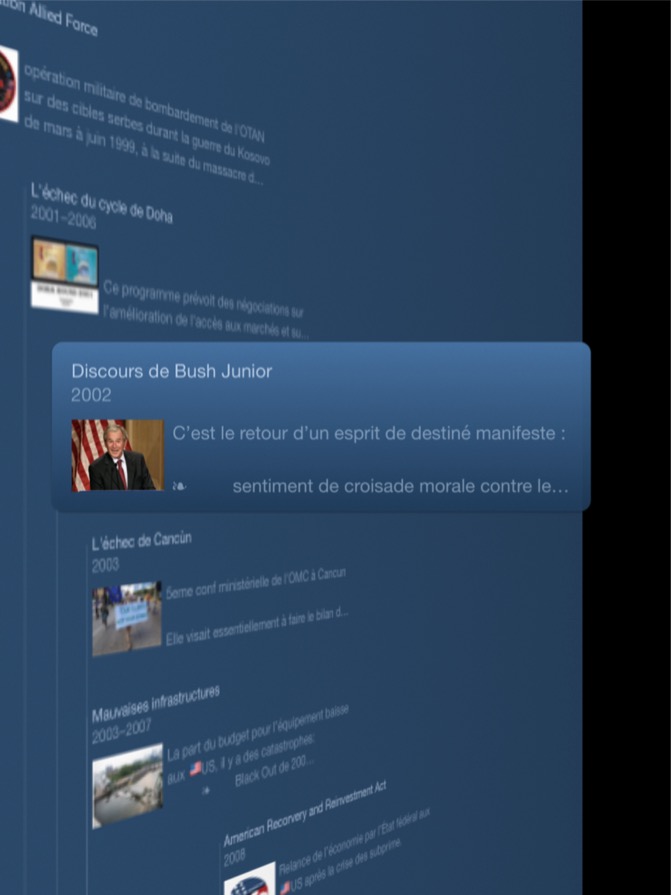 Allied Force
opération militaire de bombardement de l'OTAN
sur des cibles serbes durant la guerre du Kosovo
de mars à juin 1999, à la suite du massacre d...
L'échec du cycle de Doha
2001–2006
Ce programme prévoit des négociations sur
l'amélioration de l'accès aux marchés et su...
Discours de Bush Junior
2002
C'est le retour d'un esprit de destiné manifeste :
❧ sentiment de croisade morale contre le...
L'échec de Cancùn
2003
5eme conf ministérielle de l'OMC à Cancun
Elle visait essentiellement à faire le bilan d...
Mauvaises infrastructures
2003–2007
La part du budget pour l'équipement baisse
aux 🇺🇸US, il y a des catastrophes:
❧ Black Out de 200...
American Recorvery and Reinvestment Act
2008
Relance de l'économie par l'État fédéral aux
🇺🇸US après la crise des subprime.